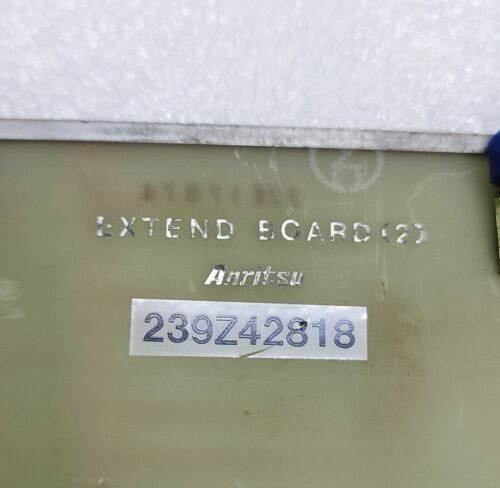 EXTEND BOARD(2)
Anritsu
239Z42818